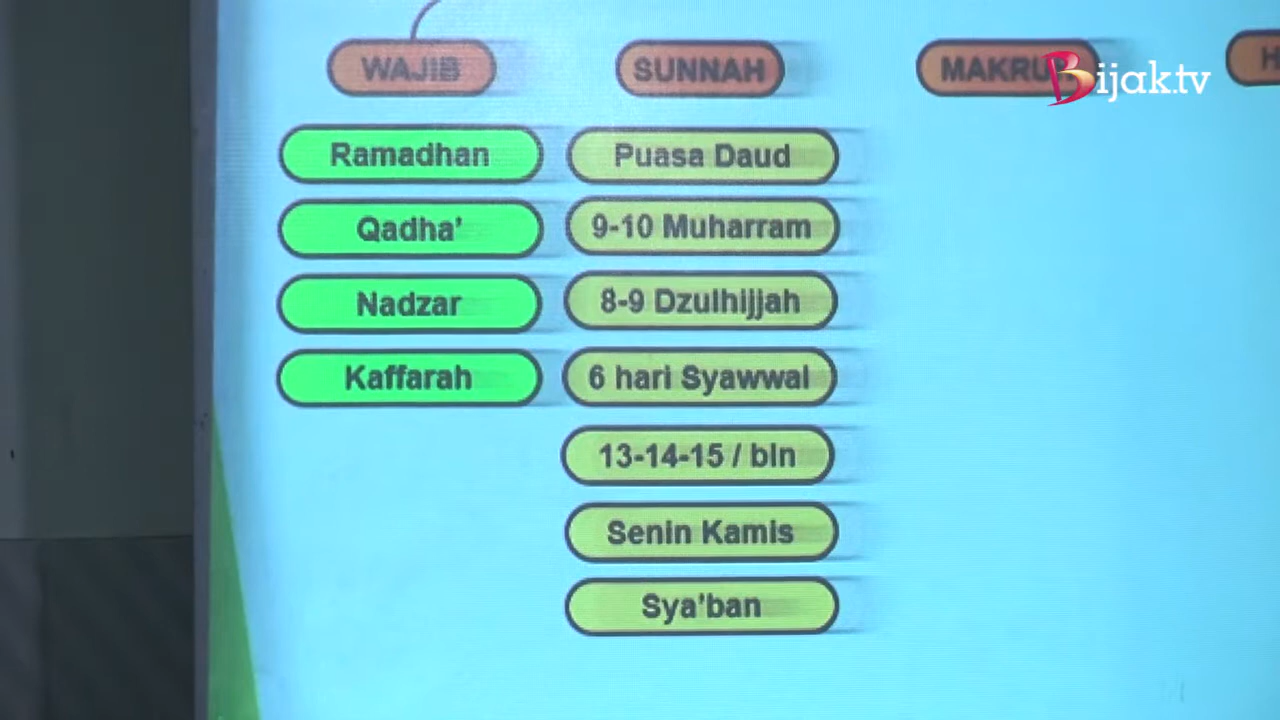 WAJIB
SUNNAH
Bijak.tv
Ramadhan
Puasa Daud
Qadha'
9-10 Muharram
Nadzar
8-9 Dzulhijjah
Kaffarah
6 hari Syawwal
13-14-15 / bln
Senin Kamis
Sya'ban